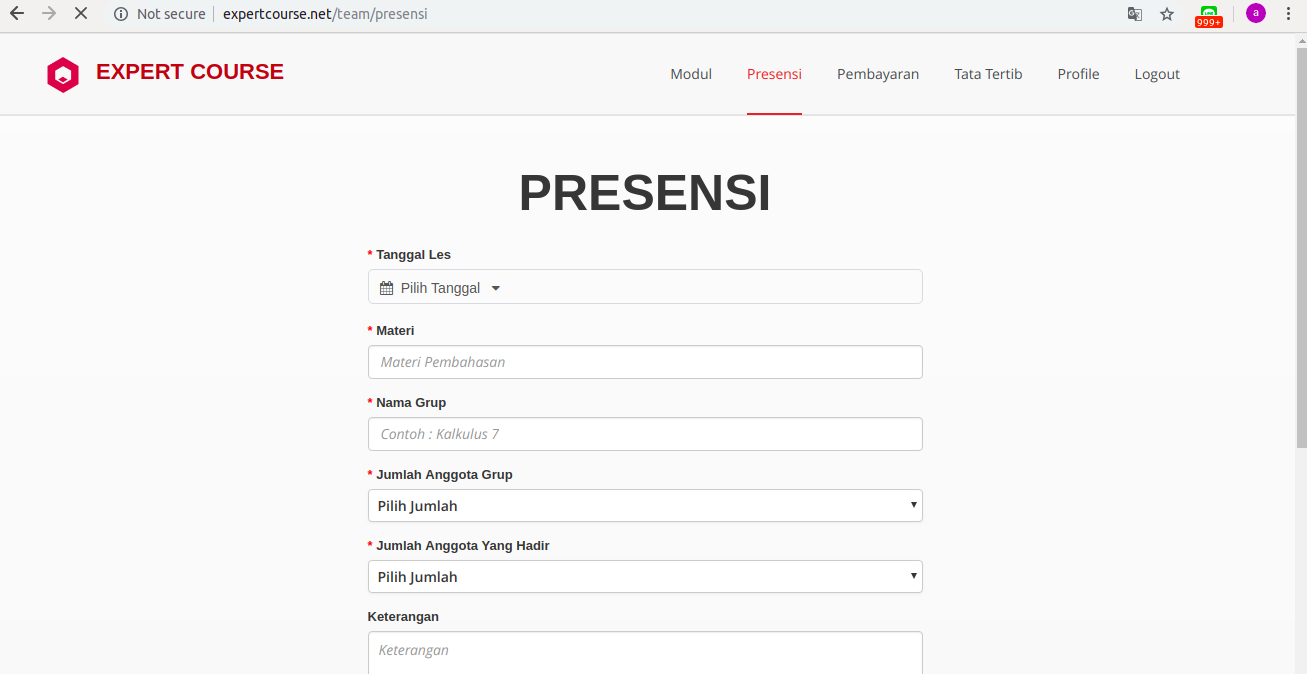 Not secure
expertcourse.net/team/presensi
a
999+
EXPERT COURSE
Modul
Presensi
Pembayaran
Tata Tertib
Profile
Logout
PRESENSI
* Tanggal Les
Pilih Tanggal
* Materi
Materi Pembahasan
* Nama Grup
Contoh : Kalkulus 7
* Jumlah Anggota Grup
Pilih Jumlah
* Jumlah Anggota Yang Hadir
Pilih Jumlah
Keterangan
Keterangan